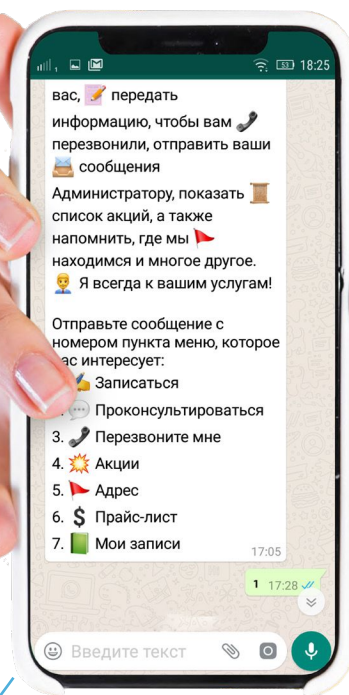 53 18:25
вас, 📝 передать
информацию, чтобы вам 📞
перезвонили, отправить ваши
📨 сообщения
Администратору, показать 📜
список акций, а также
напомнить, где мы 🚩
находимся и многое другое.
👨‍💼 Я всегда к вашим услугам!
Отправьте сообщение с
номером пункта меню, которое
ас интересует:
✍ Записаться
💬 Проконсультироваться
3. 📞 Перезвоните мне
4. 💥 Акции
5. 🚩 Адрес
6. 💲 Прайс-лист
7. 📗 Мои записи
17:05
1 17:28
Введите текст